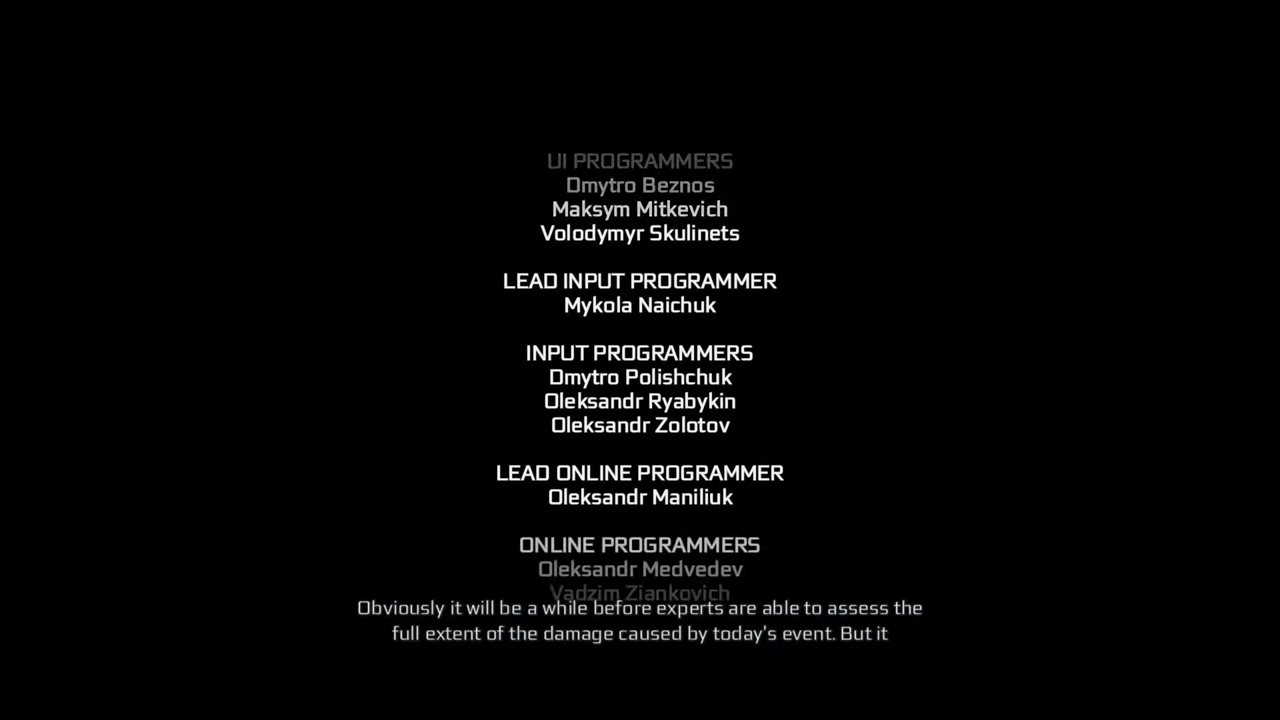 UI PROGRAMMERS
Dmytro Beznos
Maksym Mitkevich
Volodymyr Skulinets
LEAD INPUT PROGRAMMER
Mykola Naichuk
INPUT PROGRAMMERS
Dmytro Polishchuk
Oleksandr Ryabykin
Oleksandr Zolotov
LEAD ONLINE PROGRAMMER
Oleksandr Maniliuk
ONLINE PROGRAMMERS
Oleksandr Medvedev
Vadzim Ziankovich
Obviously it will be a while before experts are able to assess the
full extent of the damage caused by today's event. But it